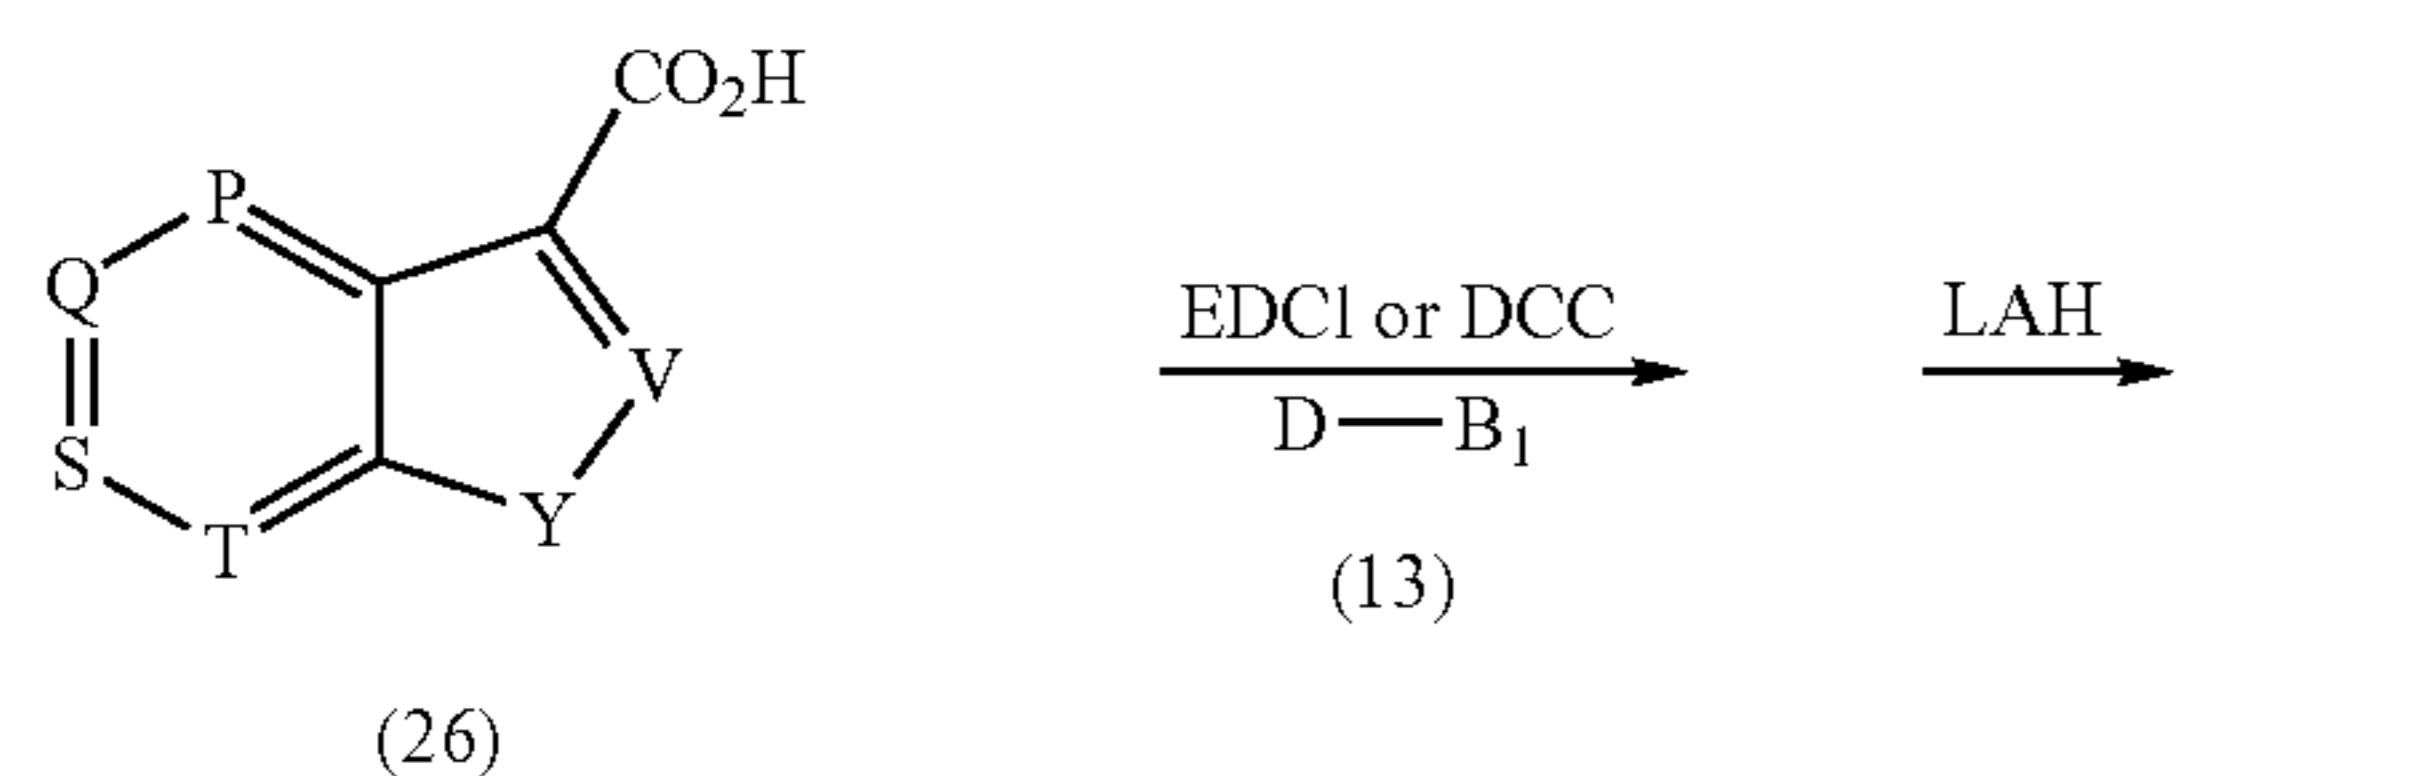 CO2H
P
Q
V
S
T
Y
EDCl or DCC
D—B1
(13)
LAH
(26)